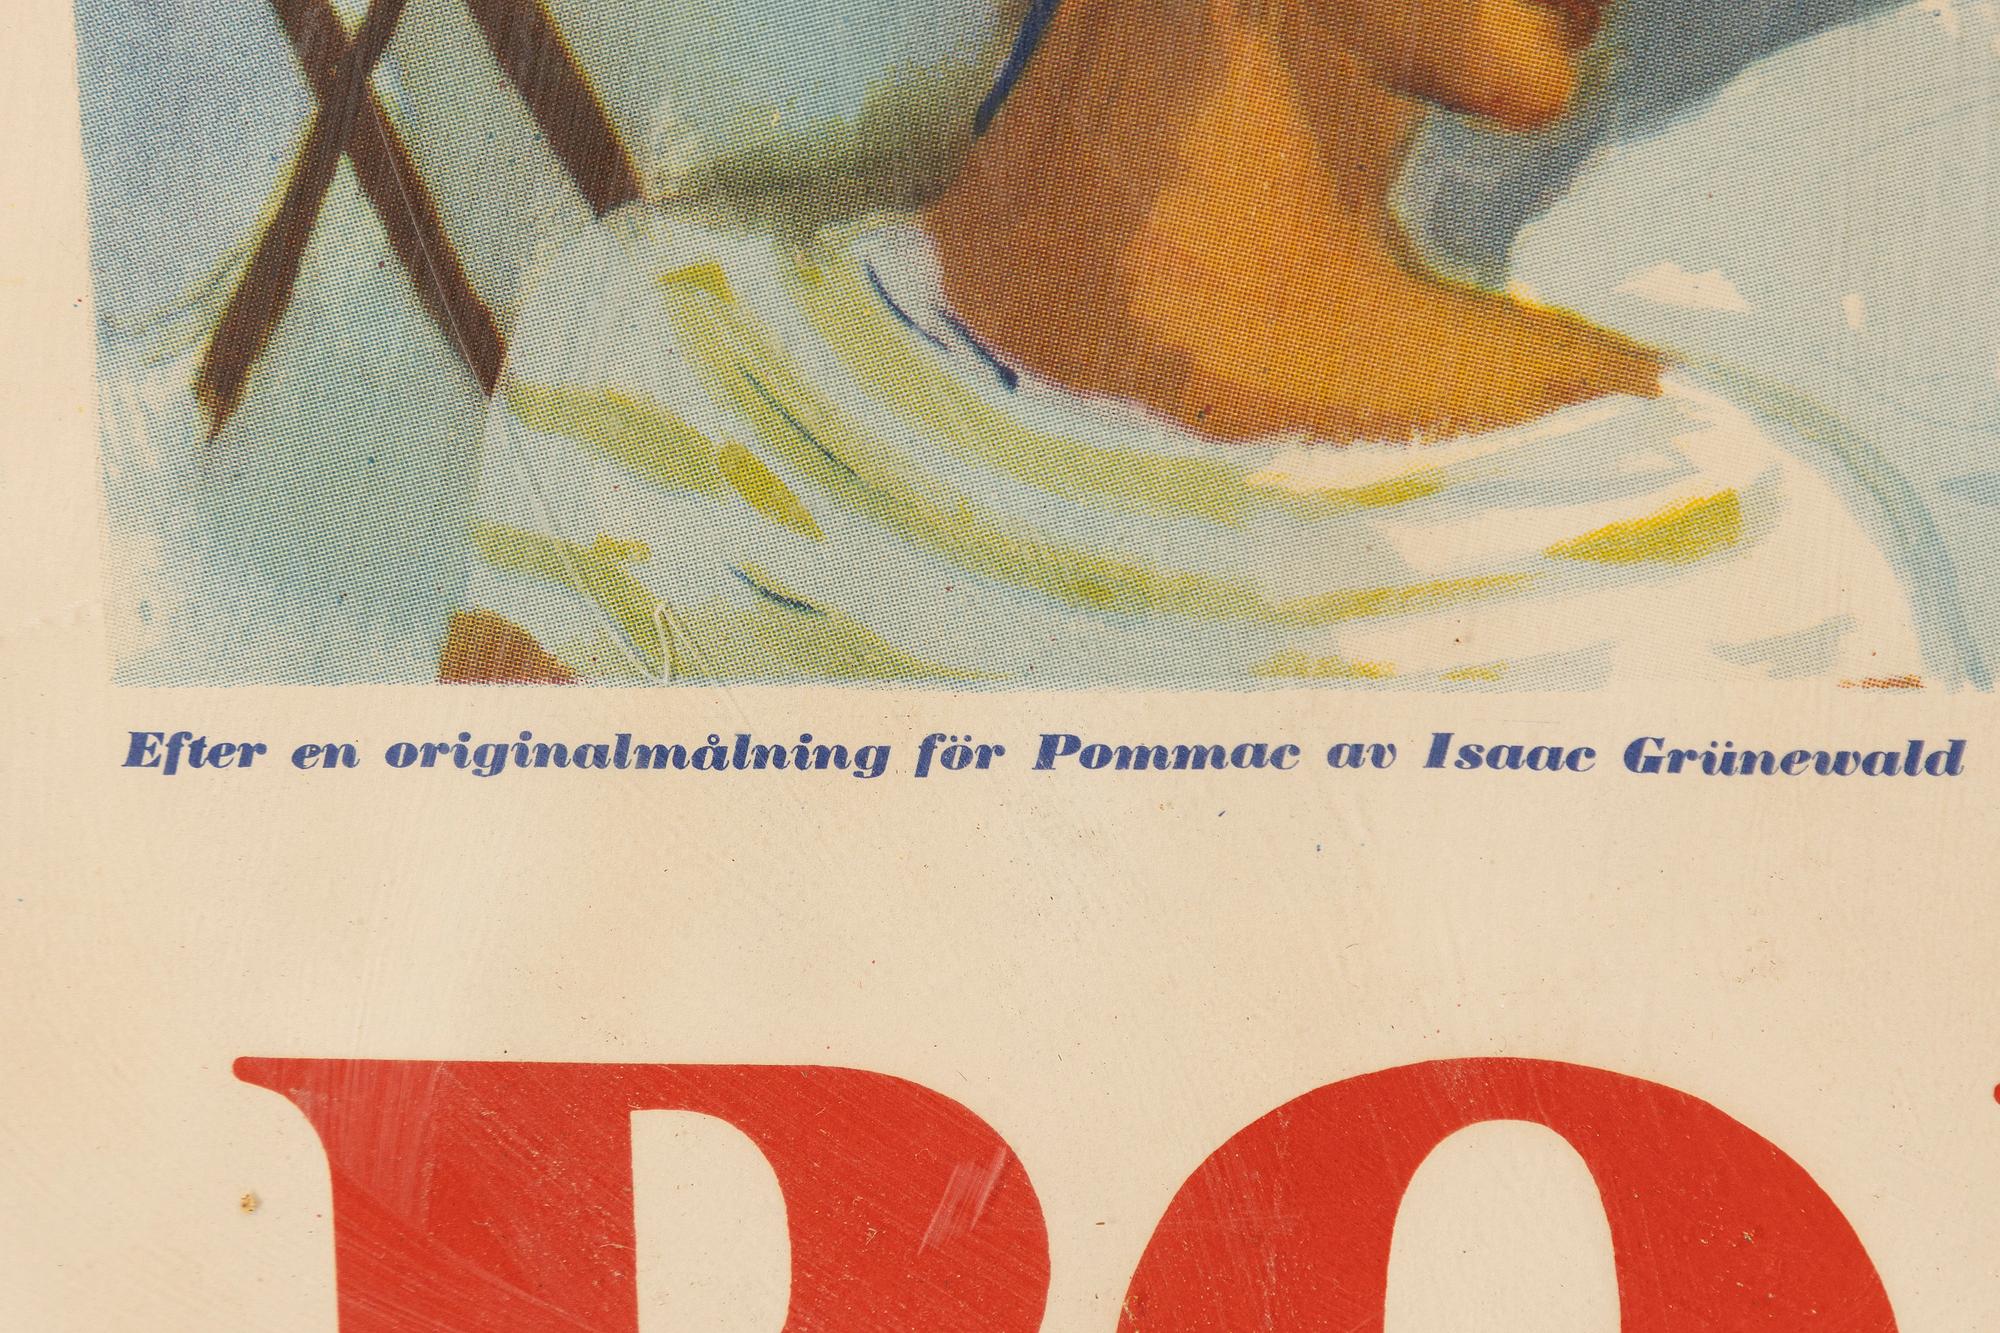 Efter en originalmålning för Pommac av Isaac Grünewald
PO